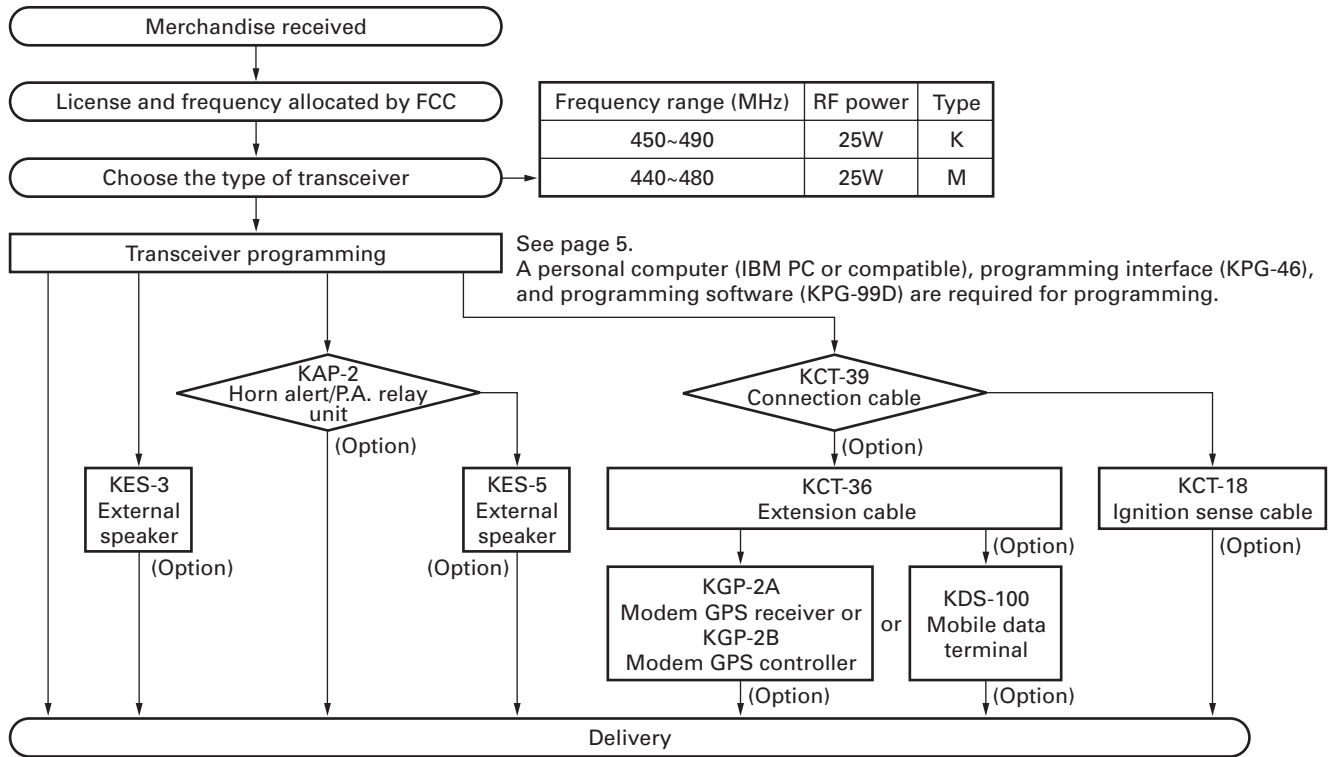 Merchandise received
License and frequency allocated by FCC
Choose the type of transceiver
Frequency range (MHz) RF power Type
450~490 25W K
440~480 25W M
Transceiver programming
See page 5.
A personal computer (IBM PC or compatible), programming interface (KPG-46),
and programming software (KPG-99D) are required for programming.
KAP-2
Horn alert/P.A. relay
unit
(Option)
KCT-39
Connection cable
(Option)
KES-3
External
speaker
(Option)
KES-5
External
speaker
(Option)
KCT-36
Extension cable
(Option)
KCT-18
Ignition sense cable
(Option)
KGP-2A
Modem GPS receiver or
KGP-2B
Modem GPS controller
(Option)
or
KDS-100
Mobile data
terminal
(Option)
Delivery